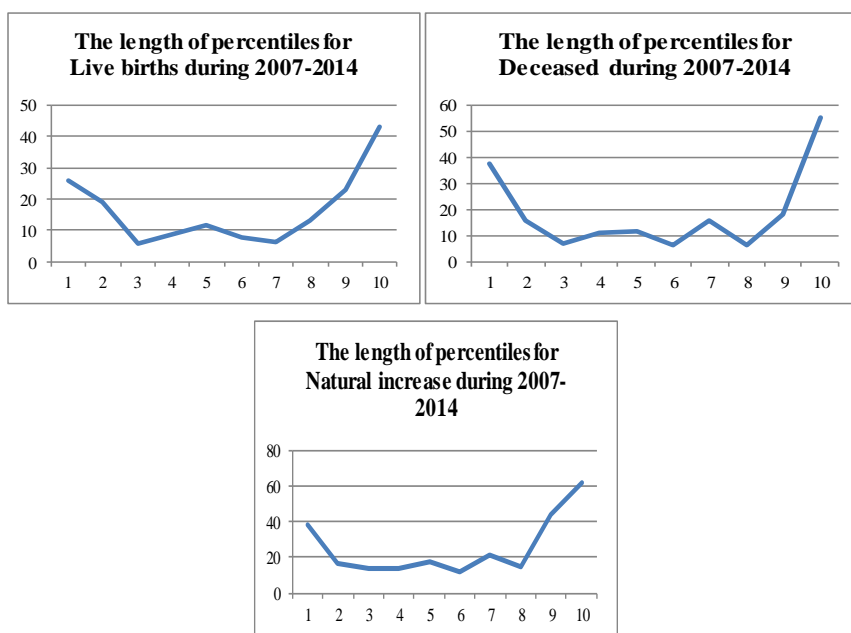 The length of percentiles for
Live births during 2007-2014
50
40
30
20
10
0
1 2 3 4 5 6 7 8 9 10
The length of percentiles for
Deceased during 2007-2014
60
50
40
30
20
10
0
1 2 3 4 5 6 7 8 9 10
The length of percentiles for
Natural increase during 2007-
2014
80
60
40
20
0
1 2 3 4 5 6 7 8 9 10